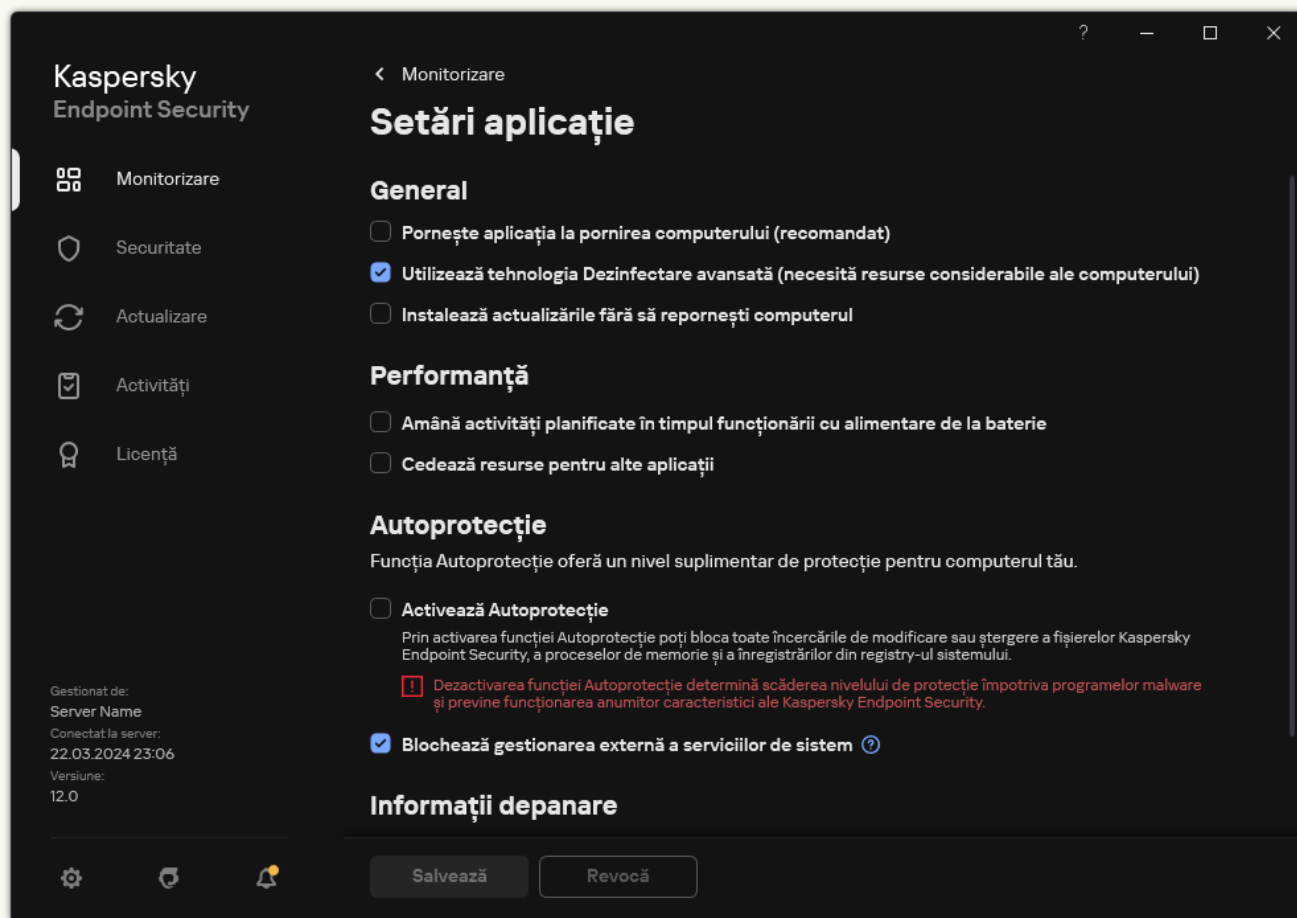 ?
Kaspersky
Endpoint Security
Monitorizare
Securitate
Actualizare
Activități
Licență
Gestionat de:
Server Name
Conectat la server:
22.03.2024 23:06
Versiune:
12.0
Monitorizare
Setări aplicație
General
Pornește aplicația la pornirea computerului (recomandat)
Utilizează tehnologia Dezinfectare avansată (necesită resurse considerabile ale computerului)
Instalează actualizările fără să repornești computerul
Performanță
Amână activități planificate în timpul funcționării cu alimentare de la baterie
Cedează resurse pentru alte aplicații
Autoprotecție
Funcția Autoprotecție oferă un nivel suplimentar de protecție pentru computerul tău.
Activează Autoprotecție
Prin activarea funcției Autoprotecție poți bloca toate încercările de modificare sau ștergere a fișierelor Kaspersky
Endpoint Security, a proceselor de memorie și a înregistrărilor din registry-ul sistemului.
! Dezactivarea funcției Autoprotecție determină scăderea nivelului de protecție împotriva programelor malware
și previne funcționarea anumitor caracteristici ale Kaspersky Endpoint Security.
Blochează gestionarea externă a serviciilor de sistem ?
Informații depanare
Salvează
Revocă